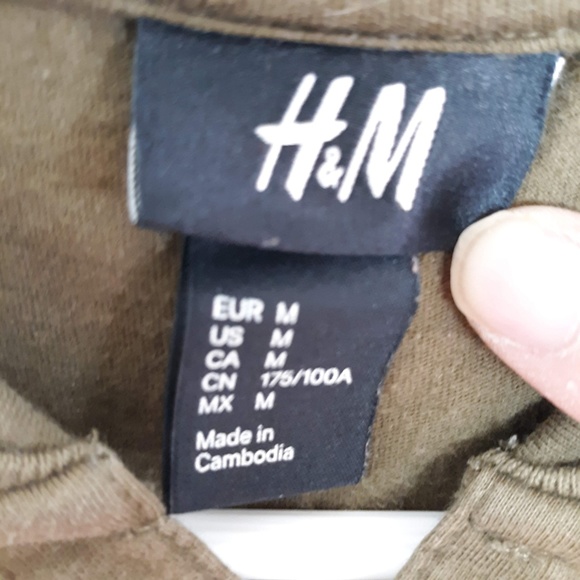 H&M
EUR M
US M
CA M
CN 175/100A
MX M
Made in
Cambodia